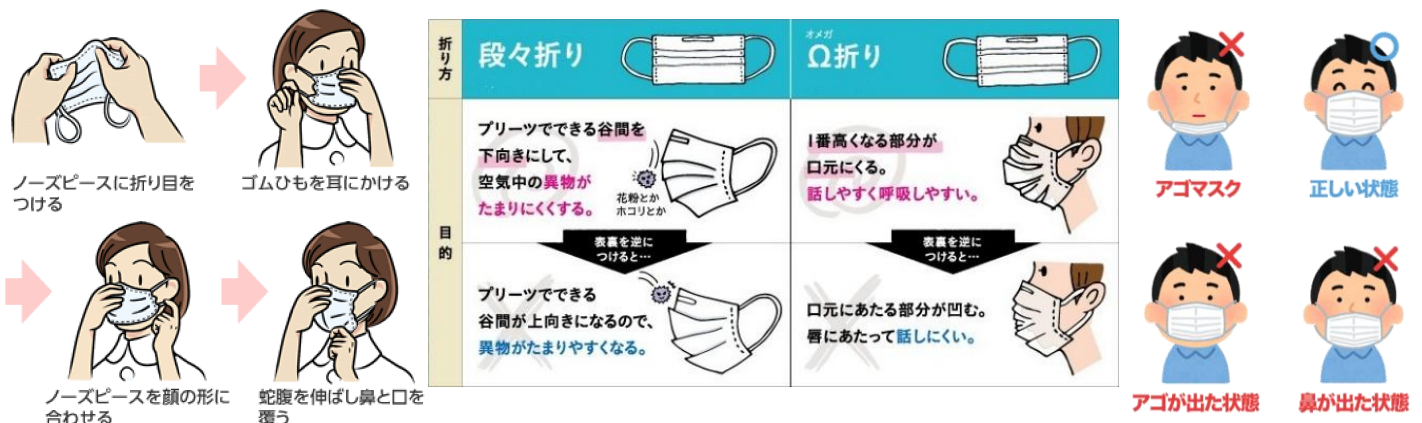 ノーズピースに折り目を
つける
ゴムひもを耳にかける
ノーズピースを顔の形に
合わせる
蛇腹を伸ばし鼻と口を
覆う
折り方
段々折り
オメガ
Ω折り
目的
プリーツでできる谷間を
下向きにして、
空気中の異物が
たまりにくくする。
花粉とか
ホコリとか
1番高くなる部分が
口元にくる。
話しやすく呼吸しやすい。
表裏を逆に
つけると…
表裏を逆に
つけると…
プリーツでできる
谷間が上向きになるので、
異物がたまりやすくなる。
口元にあたる部分が凹む。
唇にあたって話しにくい。
アゴマスク
正しい状態
アゴが出た状態
鼻が出た状態